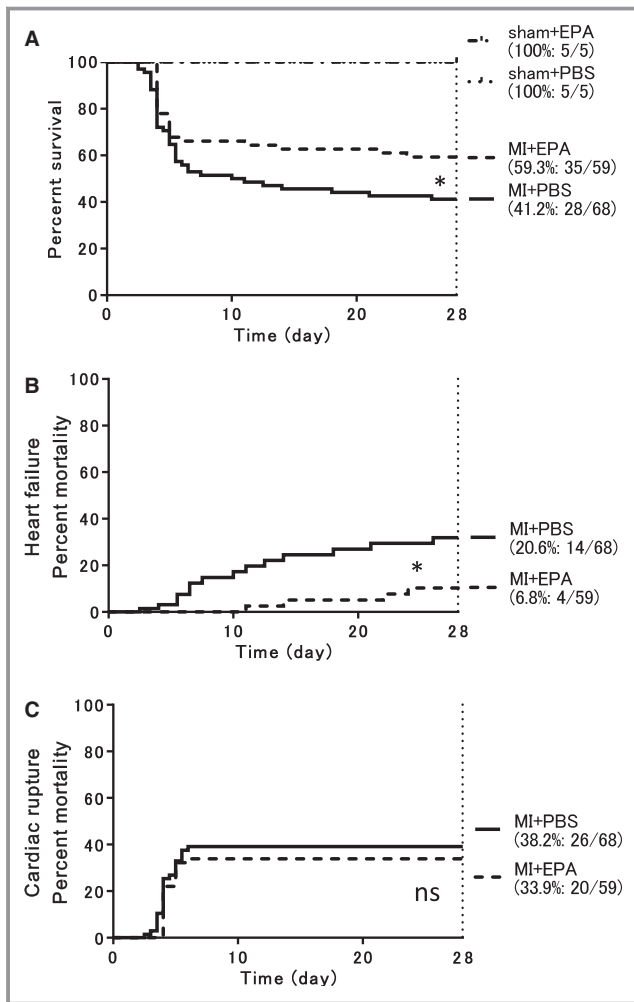 A
sham+EPA
(100%: 5/5)
sham+PBS
(100%: 5/5)
MI+EPA
(59.3%: 35/59)
MI+PBS
(41.2%: 28/68)
*
Percernt survival
100
80
60
40
20
0
0 10 20 28
Time (day)
B
Heart failure
Percent mortality
100
80
60
40
20
0
MI+PBS
(20.6%: 14/68)
*
MI+EPA
(6.8%: 4/59)
0 10 20 28
Time (day)
C
Cardiac rupture
Percent mortality
100
80
60
40
20
0
MI+PBS
(38.2%: 26/68)
MI+EPA
(33.9%: 20/59)
ns
0 10 20 28
Time (day)